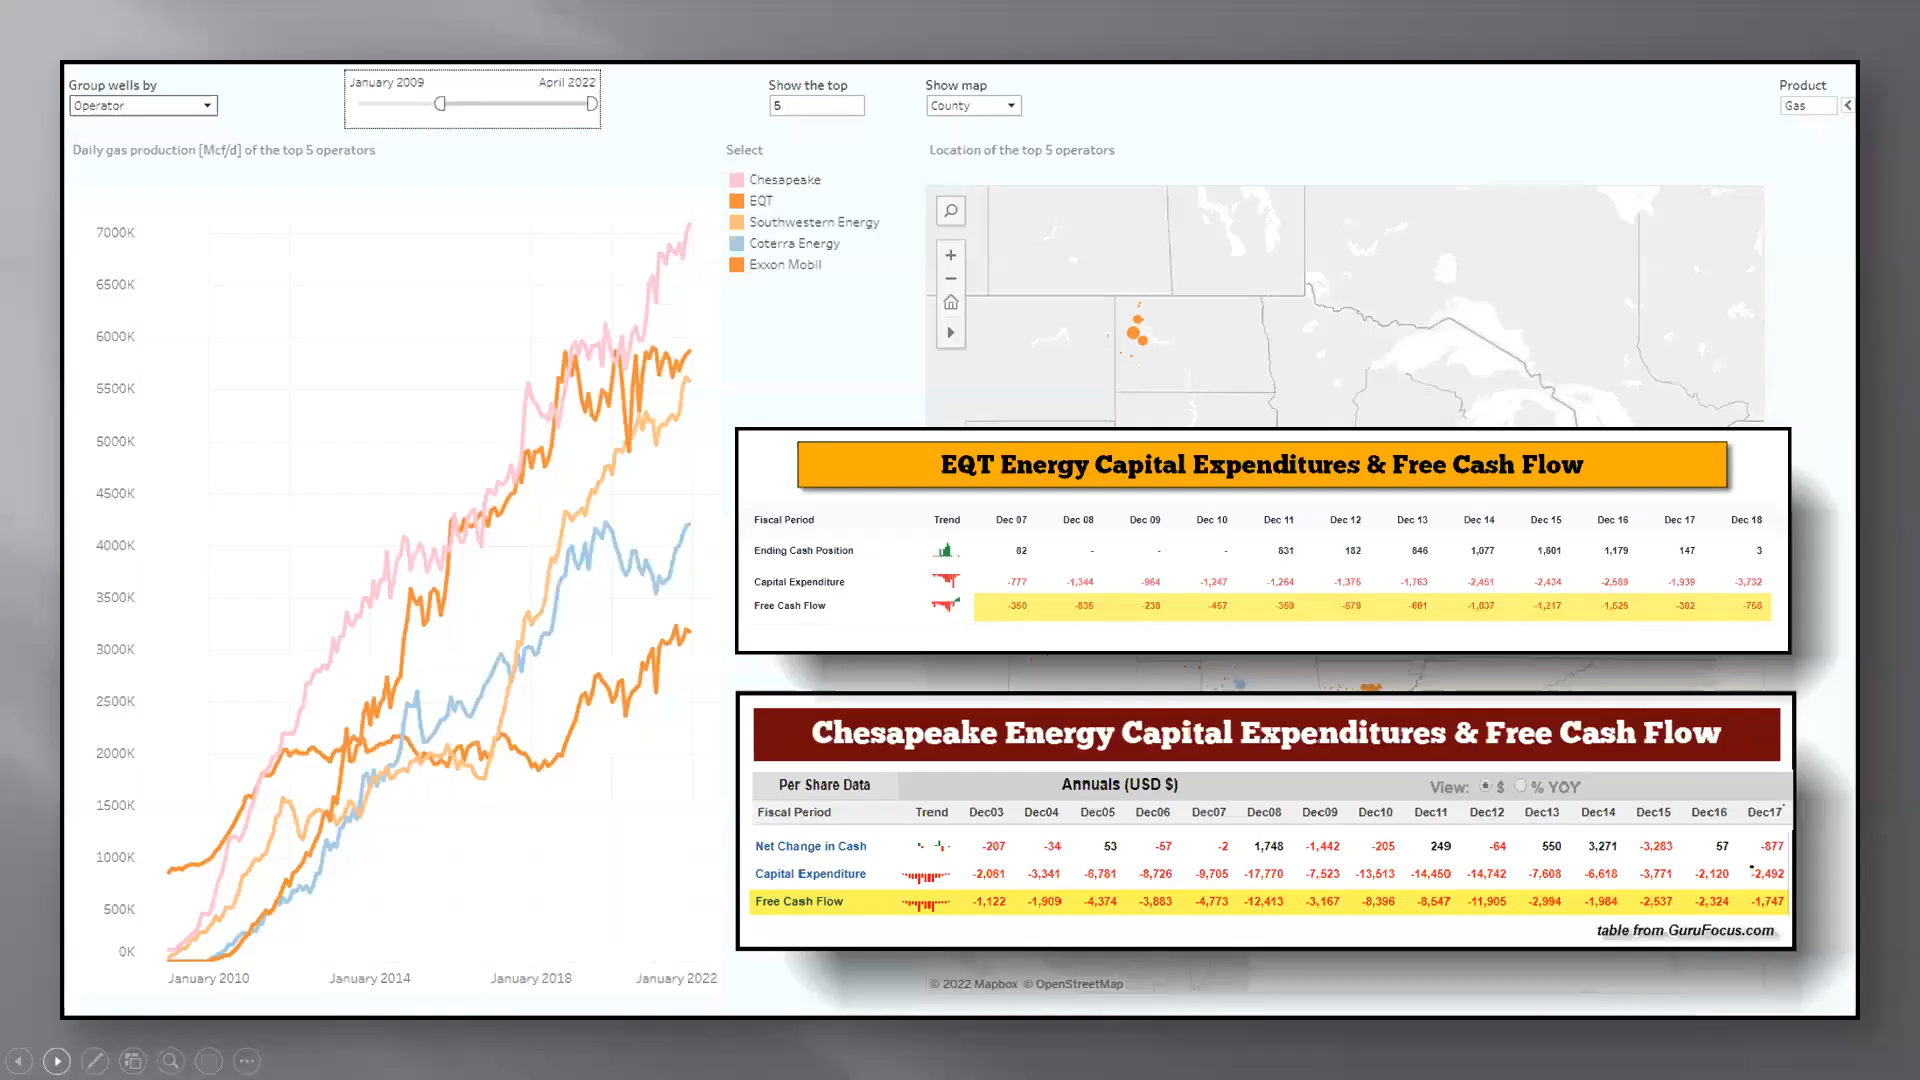 Group wells by
Operator
January 2009 April 2022
Show the top
5
Show map
County
Product
Gas
Daily gas production [Mcf/d] of the top 5 operators
Select
Chesapeake
EQT
Southwestern Energy
Coterra Energy
Exxon Mobil
Location of the top 5 operators
7000K
6500K
6000K
5500K
5000K
4500K
4000K
3500K
3000K
2500K
2000K
1500K
1000K
500K
0K
January 2010 January 2014 January 2018 January 2022
EQT Energy Capital Expenditures & Free Cash Flow
Fiscal Period Trend Dec 07 Dec 08 Dec 09 Dec 10 Dec 11 Dec 12 Dec 13 Dec 14 Dec 15 Dec 16 Dec 17 Dec 18
Ending Cash Position 82 - - - 831 182 846 1,077 1,601 1,179 147 3
Capital Expenditure -777 -1,344 -964 -1,247 -1,264 -1,375 -1,763 -2,451 -2,434 -2,589 -1,939 -3,732
Free Cash Flow -350 -835 -238 -457 -359 -579 -601 -1,037 -1,217 -1,525 -302 -756
Chesapeake Energy Capital Expenditures & Free Cash Flow
Per Share Data Annuals (USD $) View: $ % YOY
Fiscal Period Trend Dec03 Dec04 Dec05 Dec06 Dec07 Dec08 Dec09 Dec10 Dec11 Dec12 Dec13 Dec14 Dec15 Dec16 Dec17
Net Change in Cash -207 -34 53 -57 -2 1,748 -1,442 -205 249 -64 550 3,271 -3,283 57 -877
Capital Expenditure -2,061 -3,341 -6,781 -8,726 -9,705 -17,770 -7,523 -13,513 -14,450 -14,742 -7,608 -6,618 -3,771 -2,120 -2,492
Free Cash Flow -1,122 -1,909 -4,374 -3,883 -4,773 -12,413 -3,167 -8,396 -8,547 -11,905 -2,994 -1,984 -2,537 -2,324 -1,747
table from GuruFocus.com
© 2022 Mapbox © OpenStreetMap